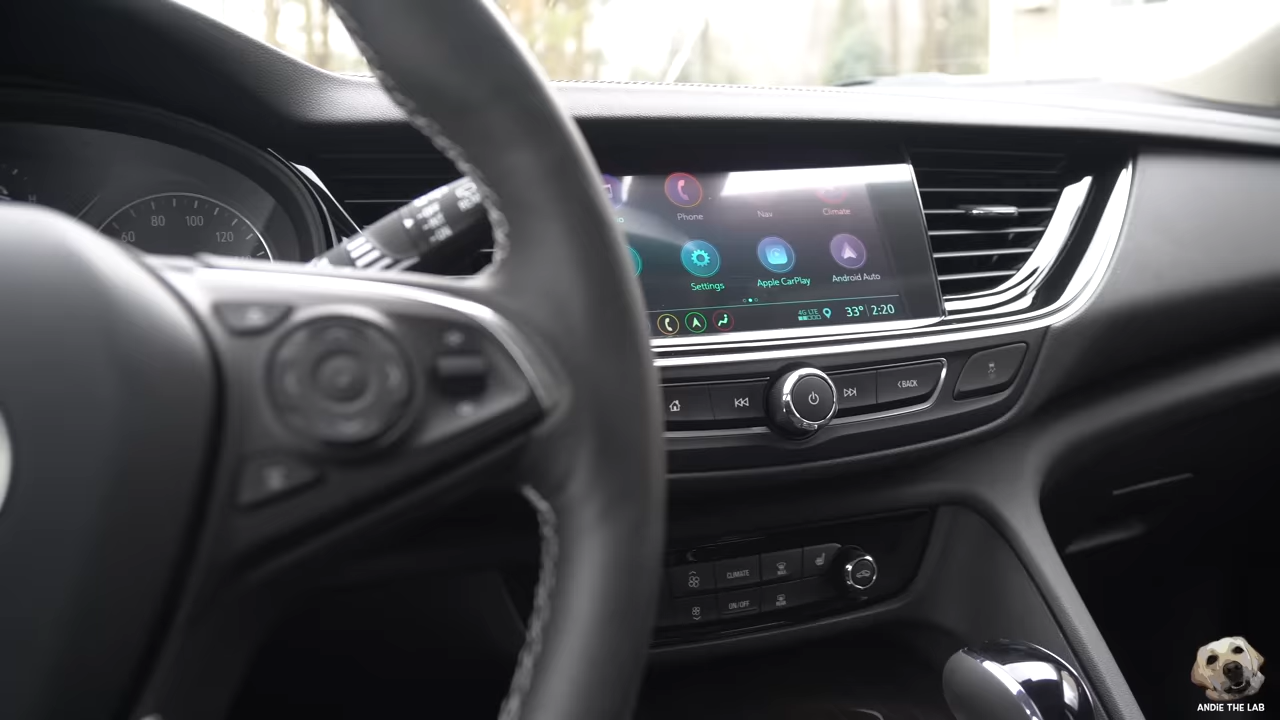 60 80 100 120
H
Phone
Nav
Climate
Settings
Apple CarPlay
Android Auto
4G LTE
33° 2:20
< BACK
CLIMATE
ON/OFF
REAR
ANDIE THE LAB